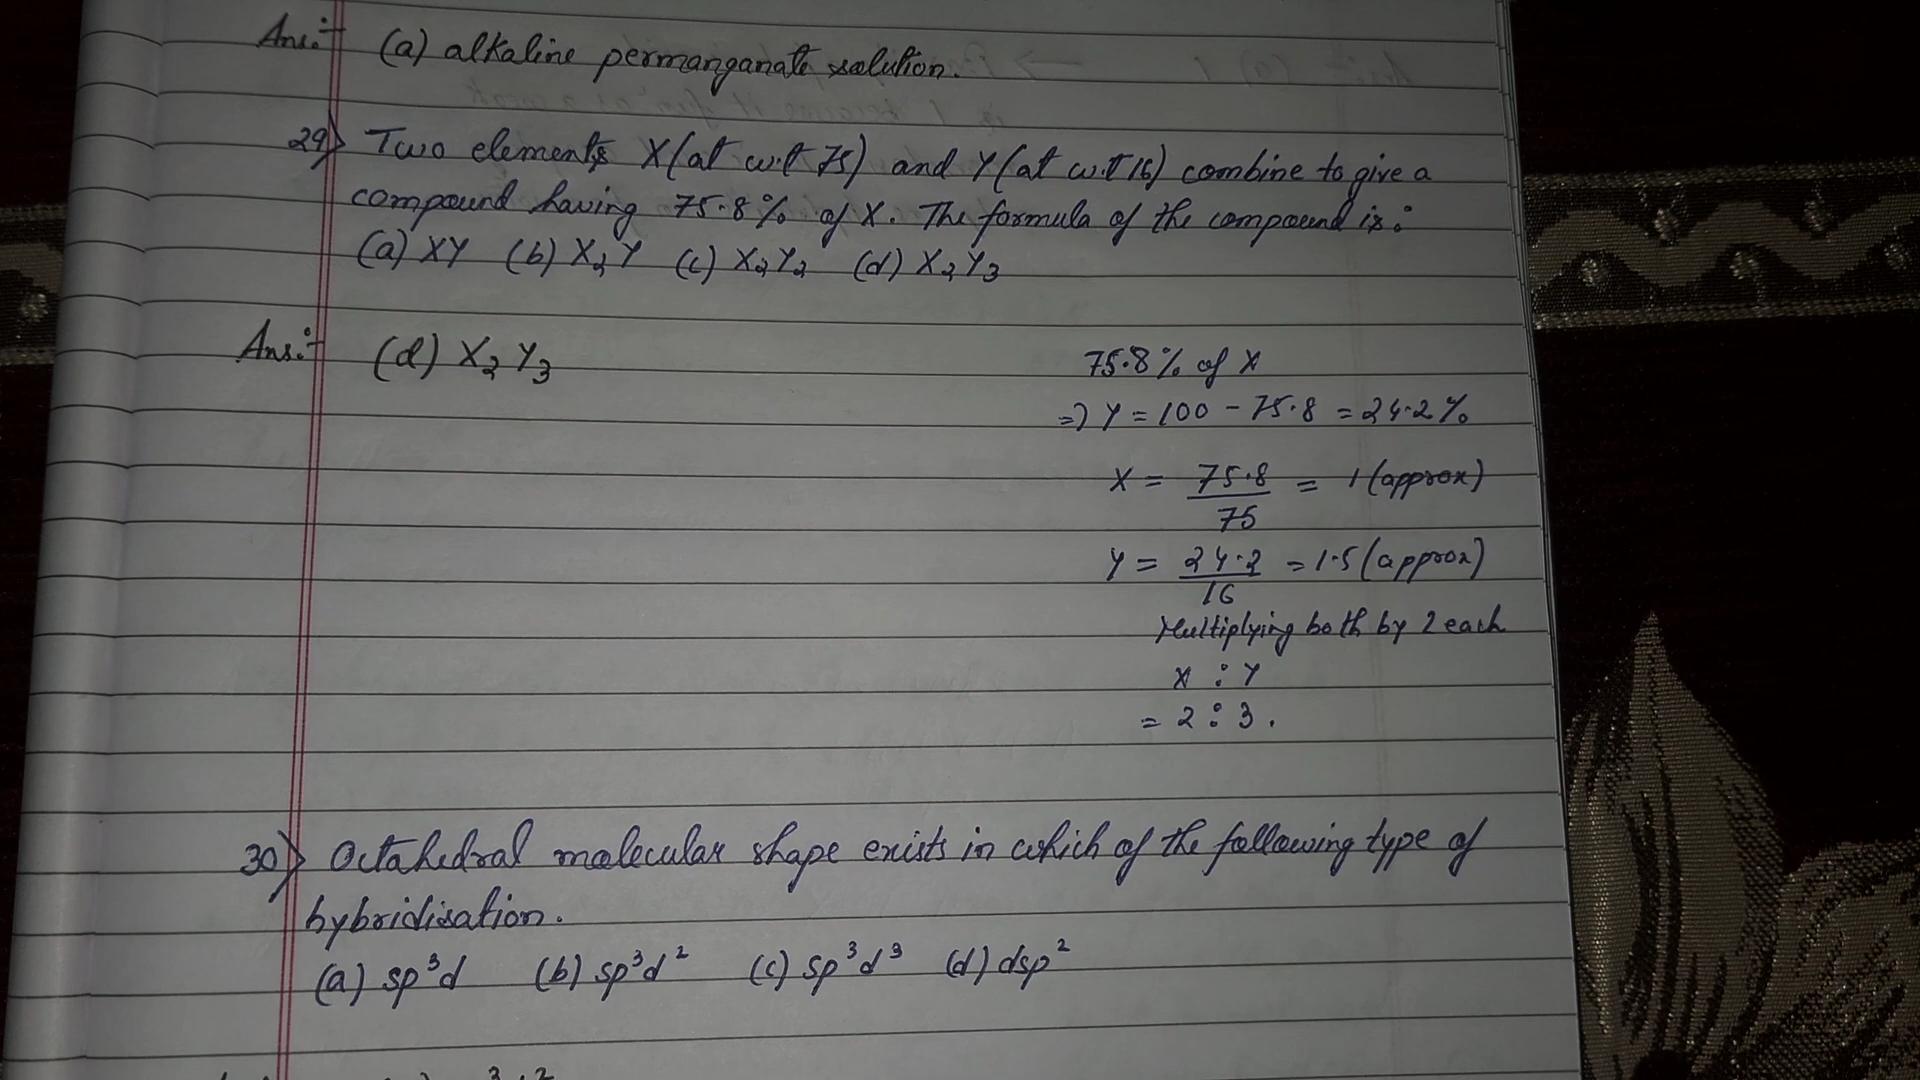 Ans:- (a) alkaline permanganate solution.
29) Two elements X(at w.t 75) and Y(at w.t 16) combine to give a
compound having 75.8% of X. The formula of the compound is:
(a) XY (b) X₂Y (c) X₂Y₂ (d) X₂Y₃
Ans:- (d) X₂Y₃
75.8% of X
=> Y = 100 - 75.8 = 24.2%
X = 75.8/75 = 1 (approx)
Y = 24.2/16 = 1.5 (approx)
Multiplying both by 2 each
X : Y
= 2 : 3.
30) Octahedral molecular shape exists in which of the following type of
hybridisation.
(a) sp³d (b) sp³d² (c) sp³d³ (d) dsp²